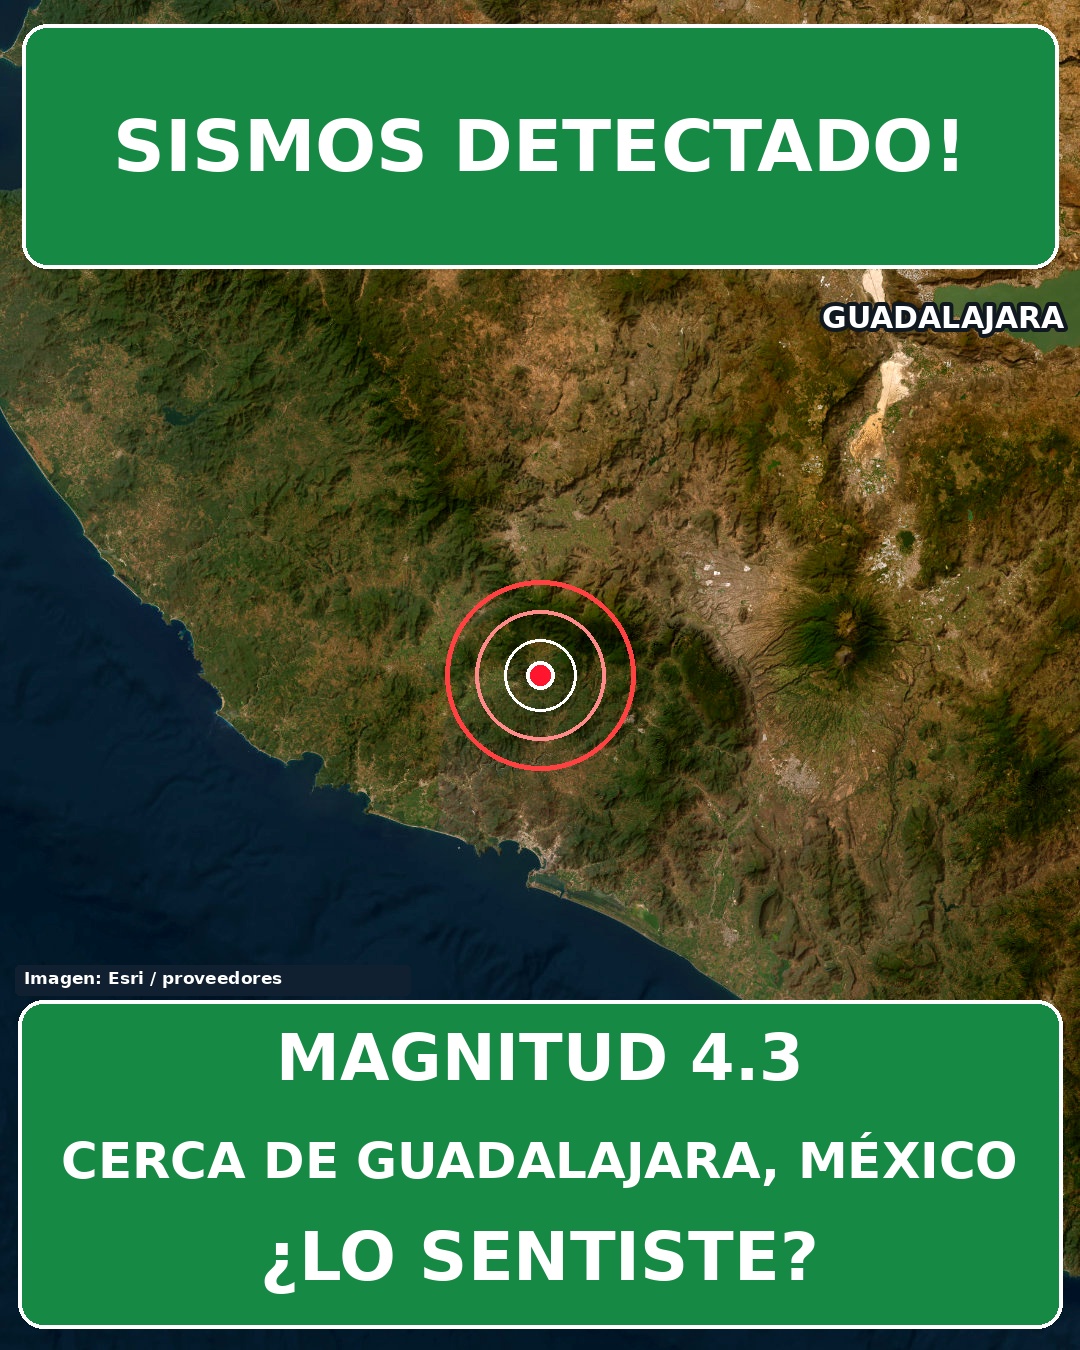 SISMOS DETECTADO!
GUADALAJARA
Imagen: Esri / proveedores
MAGNITUD 4.3
CERCA DE GUADALAJARA, MÉXICO
¿LO SENTISTE?